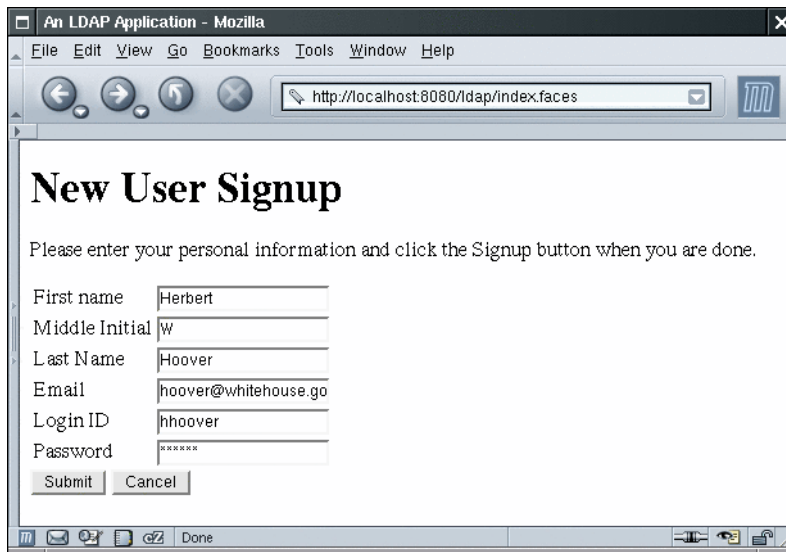 An LDAP Application - Mozilla
File Edit View Go Bookmarks Tools Window Help
http://localhost:8080/ldap/index.faces
New User Signup
Please enter your personal information and click the Signup button when you are done.
First name Herbert
Middle Initial W
Last Name Hoover
Email hoover@whitehouse.go
Login ID hhoover
Password ******
Submit Cancel
Done